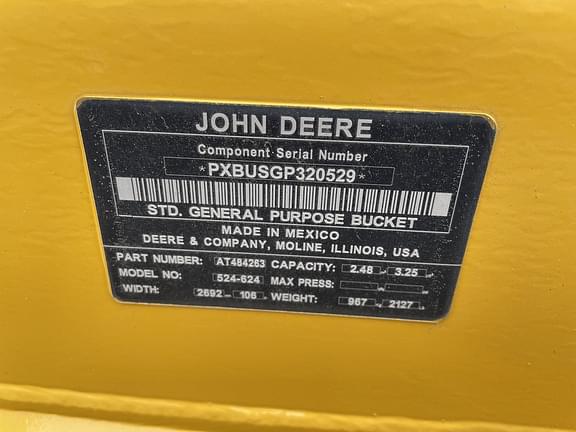 JOHN DEERE
Component Serial Number
*PXBUSGP320529*
STD. GENERAL PURPOSE BUCKET
MADE IN MEXICO
DEERE & COMPANY, MOLINE, ILLINOIS, USA
PART NUMBER: AT484263 CAPACITY: 2.48 3.25
MODEL NO: 524-624 MAX PRESS:
WIDTH: 2692 106 WEIGHT: 967 2127